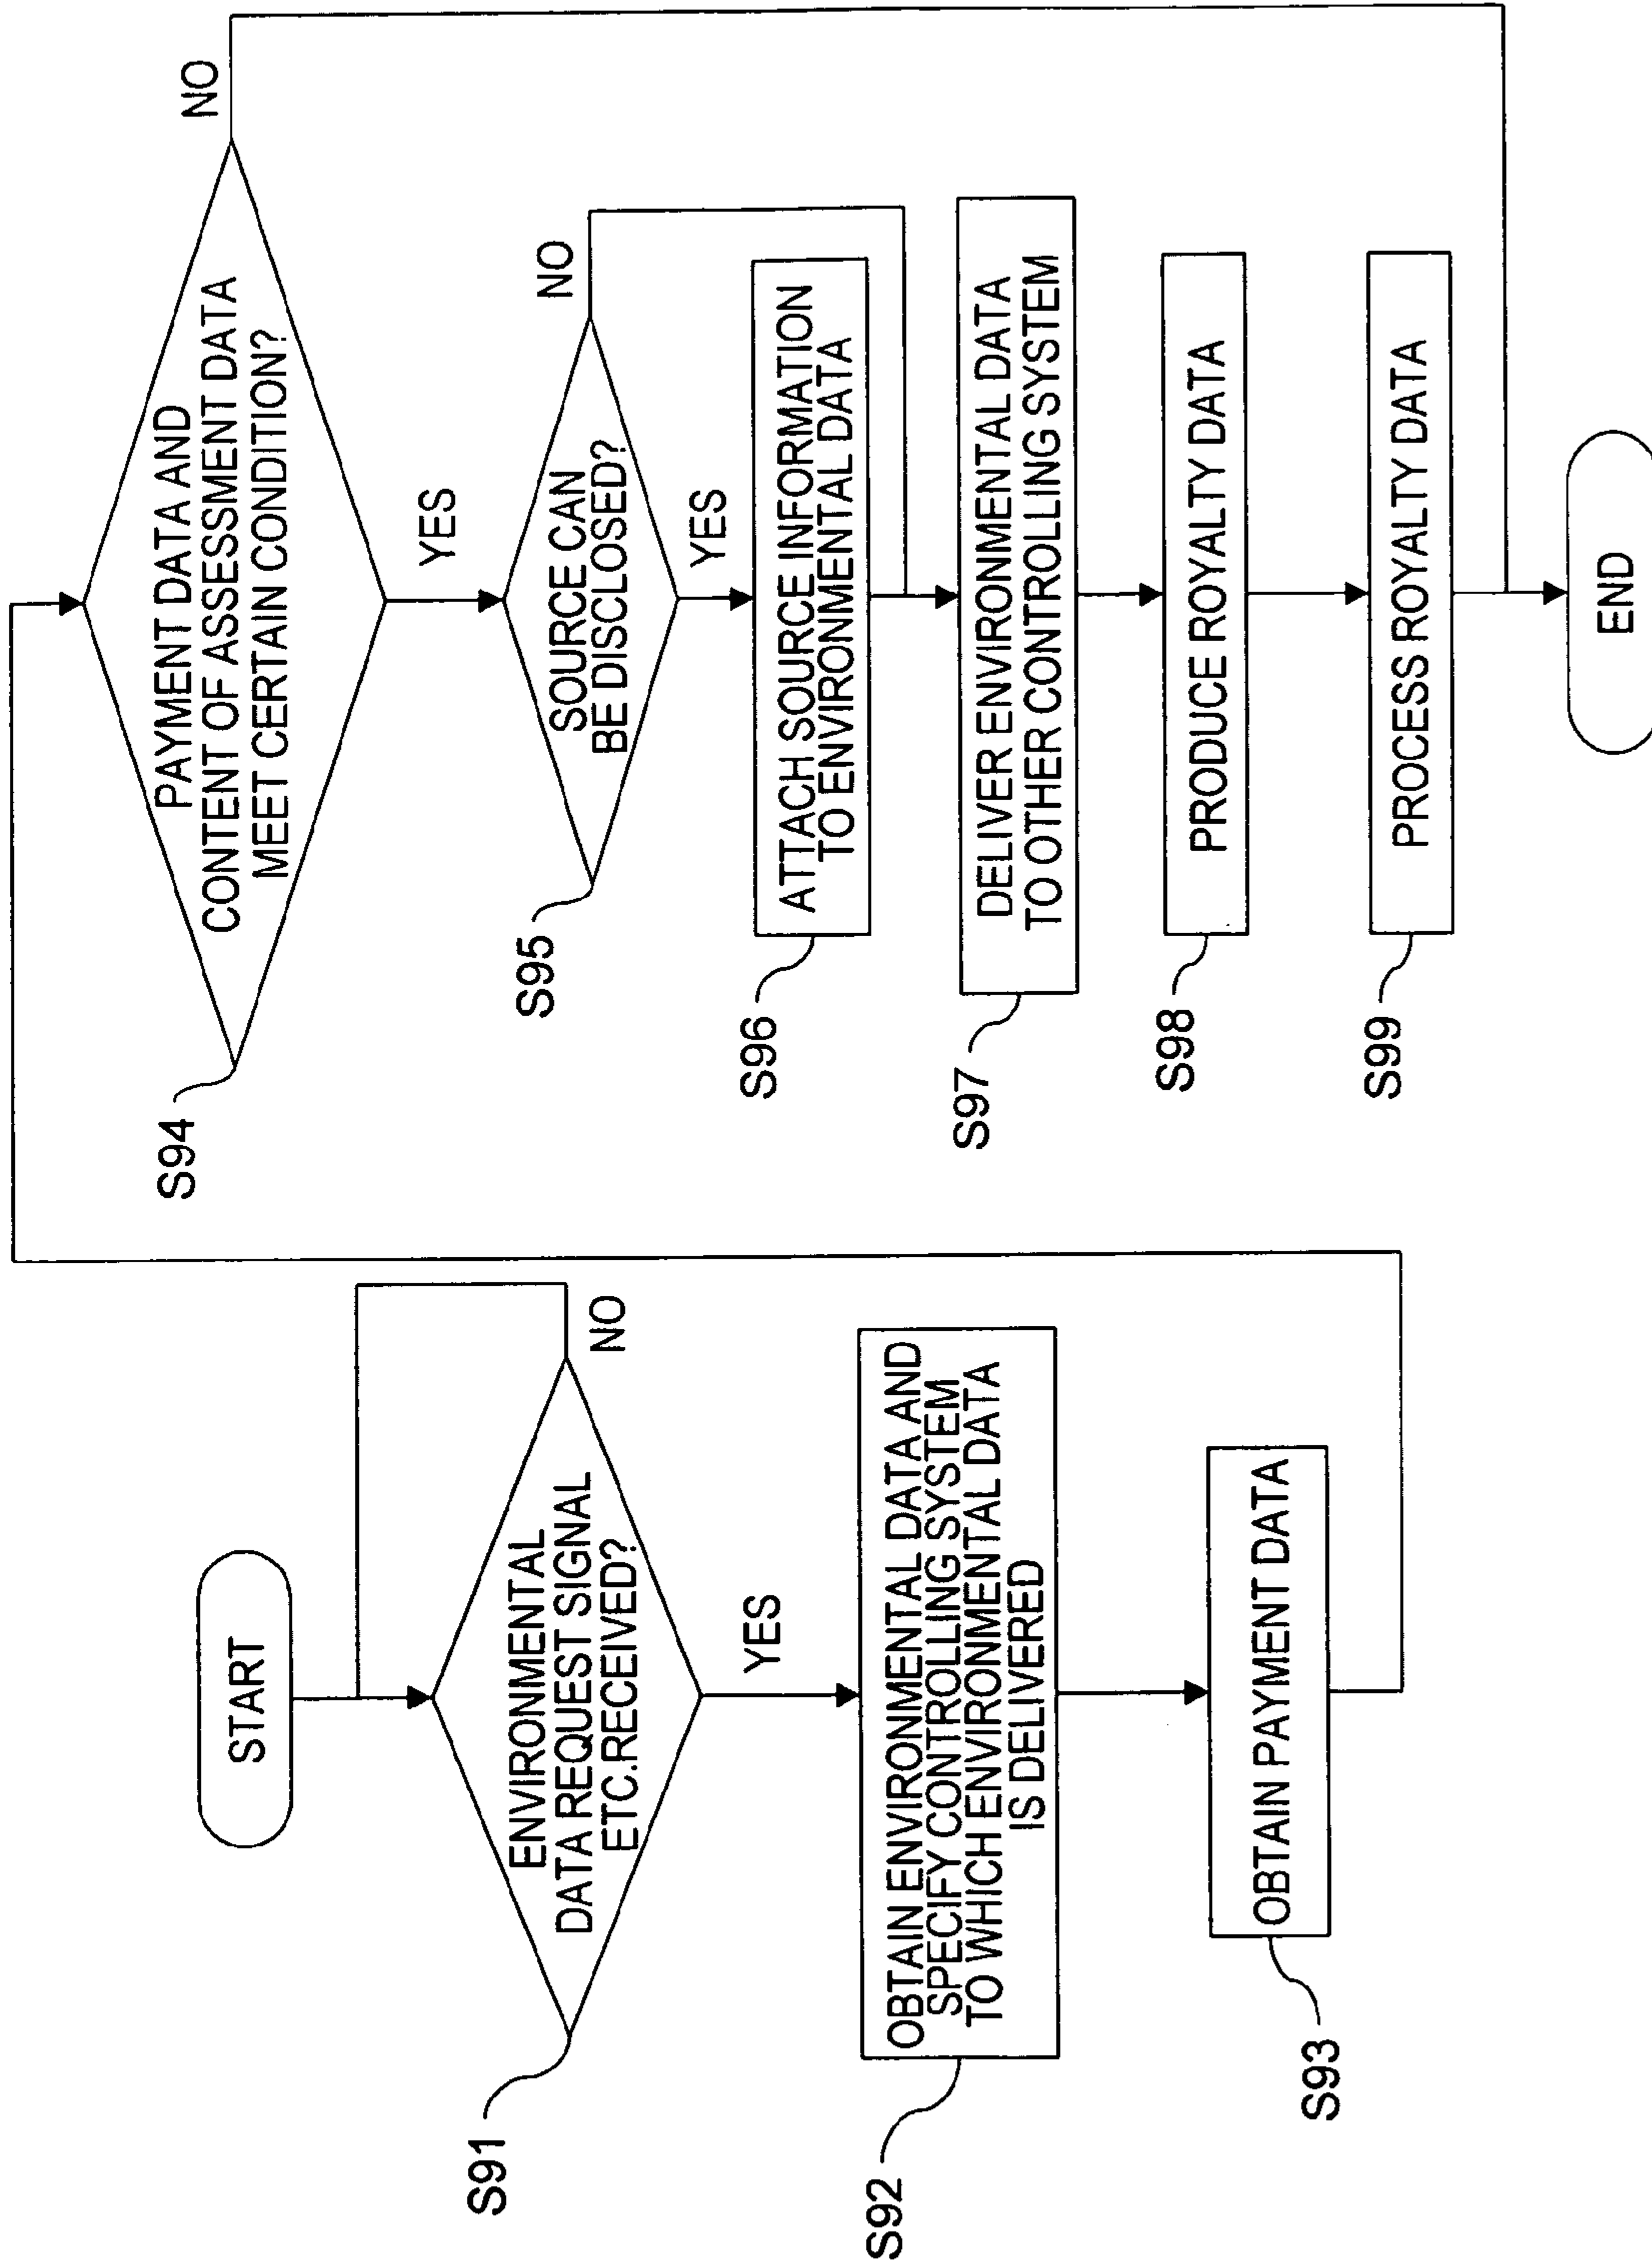 START
ENVIRONMENTAL
DATA REQUEST SIGNAL
ETC.RECEIVED?
NO
YES
S91
OBTAIN ENVIRONMENTAL DATA AND
SPECIFY CONTROLLING SYSTEM
TO WHICH ENVIRONMENTAL DATA
IS DELIVERED
S92
OBTAIN PAYMENT DATA
S93
PAYMENT DATA AND
CONTENT OF ASSESSMENT DATA
MEET CERTAIN CONDITION?
NO
YES
S94
SOURCE CAN
BE DISCLOSED?
NO
YES
S95
ATTACH SOURCE INFORMATION
TO ENVIRONMENTAL DATA
S96
DELIVER ENVIRONMENTAL DATA
TO OTHER CONTROLLING SYSTEM
S97
PRODUCE ROYALTY DATA
S98
PROCESS ROYALTY DATA
S99
END